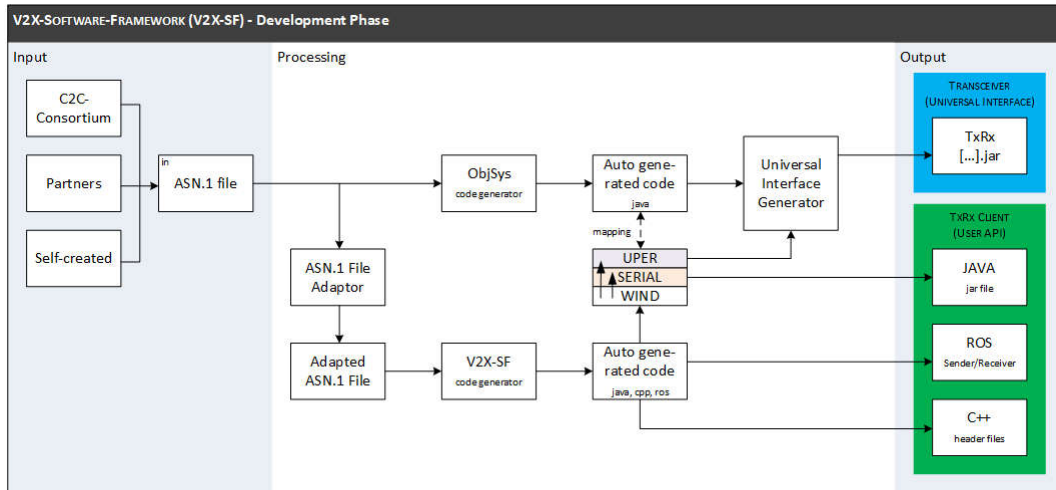 V2X-SOFTWARE-FRAMEWORK (V2X-SF) - Development Phase
Input
Processing
Output
C2C-
Consortium
Partners
Self-created
in
ASN.1 file
ObjSys
code generator
Auto gene-
rated code
java
Universal
Interface
Generator
mapping
UPER
SERIAL
WIND
ASN.1 File
Adaptor
Adapted
ASN.1 File
V2X-SF
code generator
Auto gene-
rated code
java, cpp, ros
TRANSCEIVER
(UNIVERSAL INTERFACE)
TxRx
[...].jar
TXRX CLIENT
(USER API)
JAVA
jar file
ROS
Sender/Receiver
C++
header files